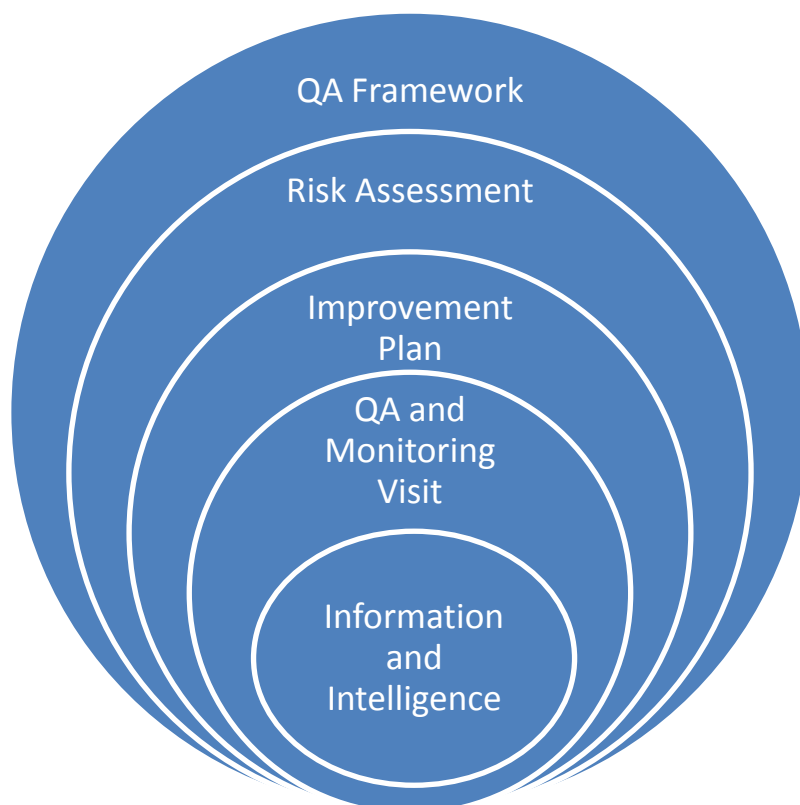 QA Framework
Risk Assessment
Improvement
Plan
QA and
Monitoring
Visit
Information
and
Intelligence